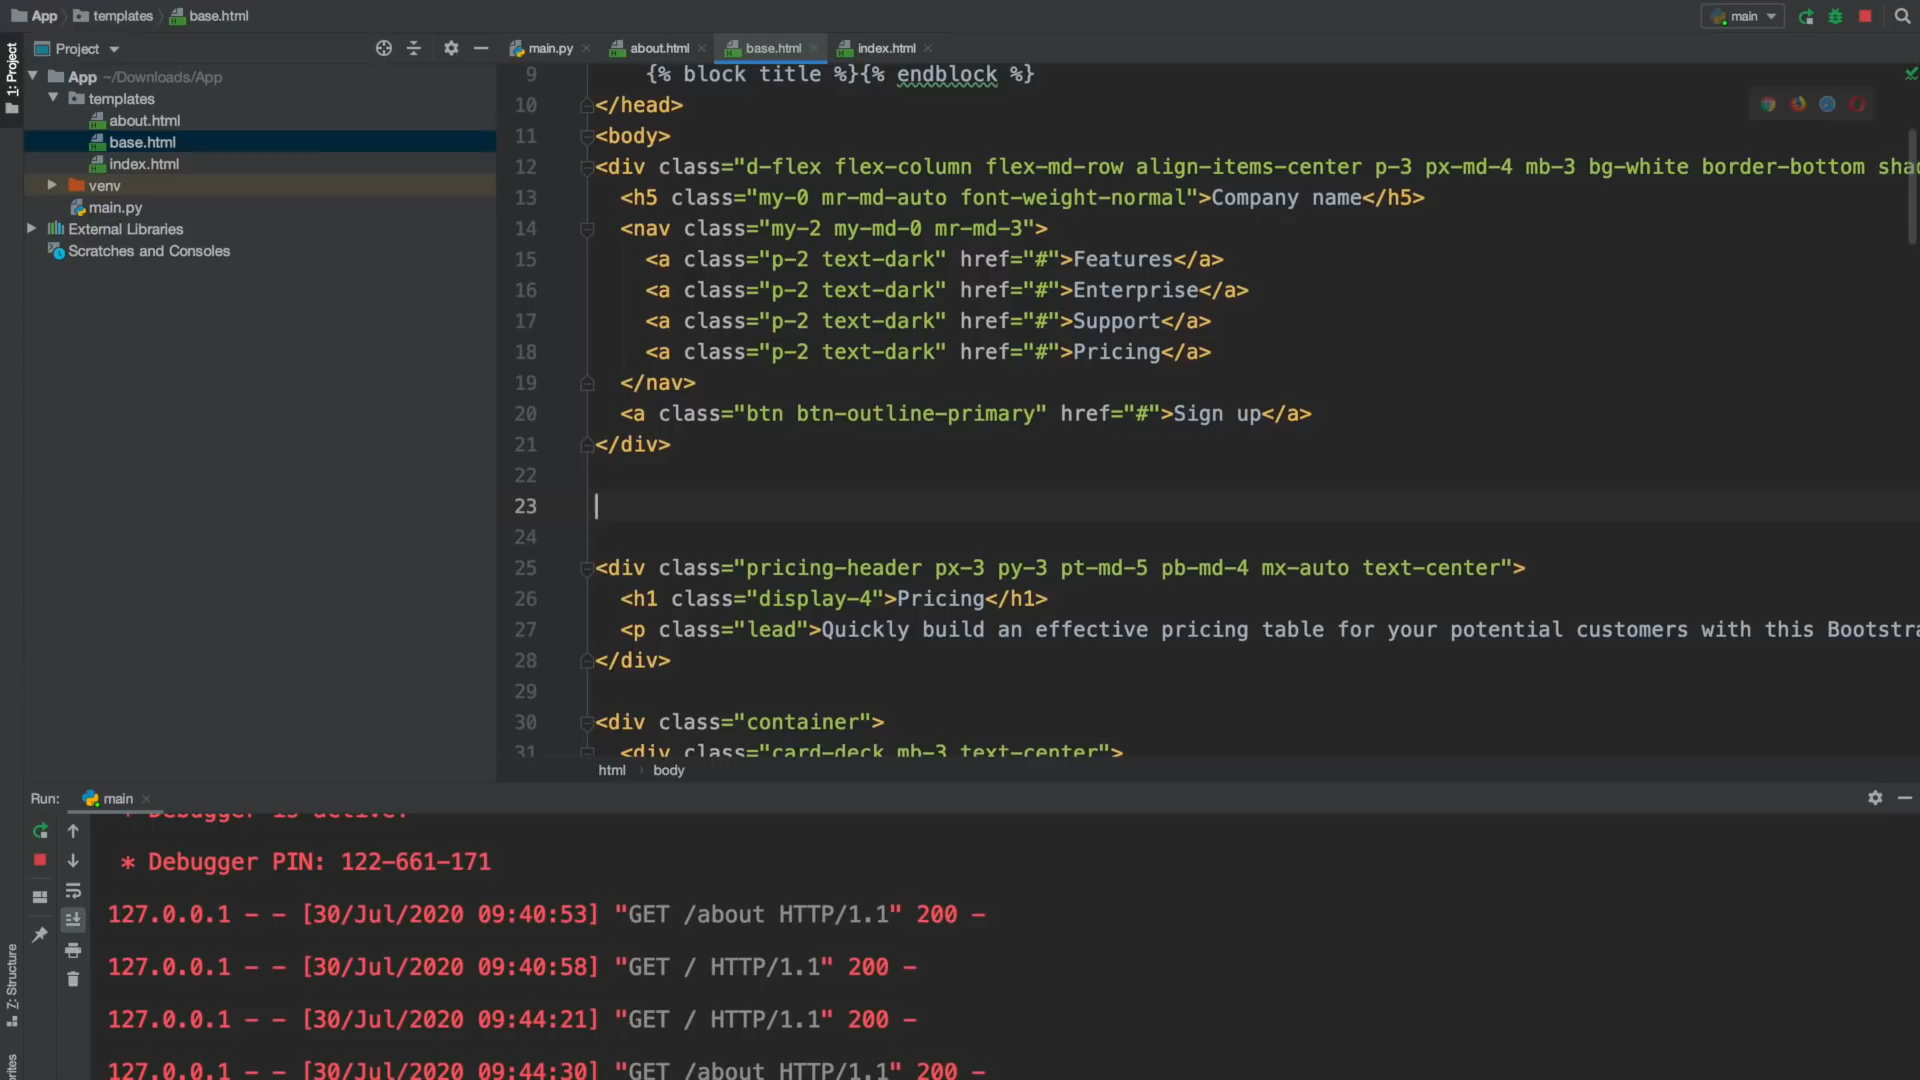 App templates base.html
main
1: Project
Project
main.py about.html base.html index.html
App ~/Downloads/App
templates
about.html
base.html
index.html
venv
main.py
External Libraries
Scratches and Consoles
9 {% block title %}{% endblock %}
10 </head>
11 <body>
12 <div class="d-flex flex-column flex-md-row align-items-center p-3 px-md-4 mb-3 bg-white border-bottom
13 <h5 class="my-0 mr-md-auto font-weight-normal">Company name</h5>
14 <nav class="my-2 my-md-0 mr-md-3">
15 <a class="p-2 text-dark" href="#">Features</a>
16 <a class="p-2 text-dark" href="#">Enterprise</a>
17 <a class="p-2 text-dark" href="#">Support</a>
18 <a class="p-2 text-dark" href="#">Pricing</a>
19 </nav>
20 <a class="btn btn-outline-primary" href="#">Sign up</a>
21 </div>
22
23
24
25 <div class="pricing-header px-3 py-3 pt-md-5 pb-md-4 mx-auto text-center">
26 <h1 class="display-4">Pricing</h1>
27 <p class="lead">Quickly build an effective pricing table for your potential customers with this Bootstra
28 </div>
29
30 <div class="container">
31 <div class="card-deck mb-3 text-center">
html body
Run: main
* Debugger is active!
* Debugger PIN: 122-661-171
127.0.0.1 - - [30/Jul/2020 09:40:53] "GET /about HTTP/1.1" 200 -
127.0.0.1 - - [30/Jul/2020 09:40:58] "GET / HTTP/1.1" 200 -
127.0.0.1 - - [30/Jul/2020 09:44:21] "GET / HTTP/1.1" 200 -
127.0.0.1 - - [30/Jul/2020 09:44:30] "GET /about HTTP/1.1" 200 -
Z: Structure